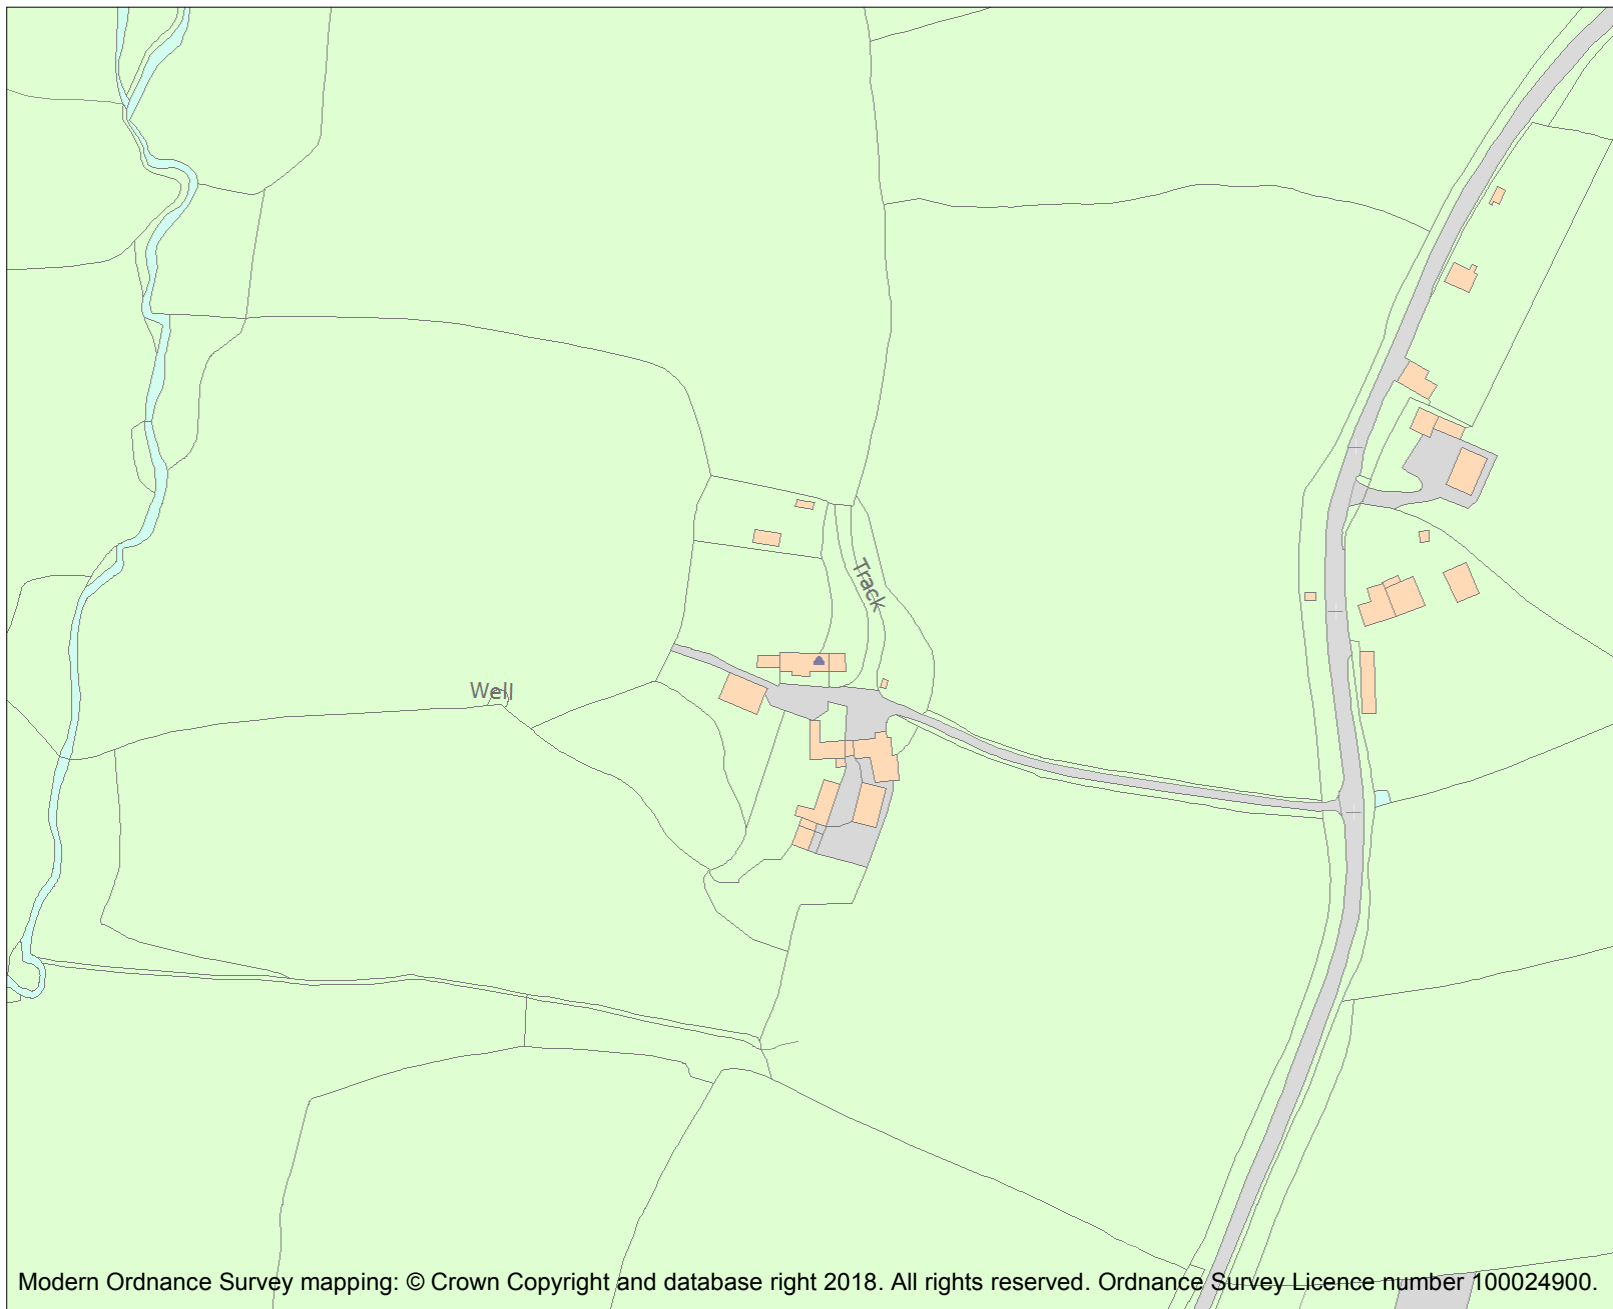 Track
Well
Modern Ordnance Survey mapping: © Crown Copyright and database right 2018. All rights reserved. Ordnance Survey Licence number 100024900.